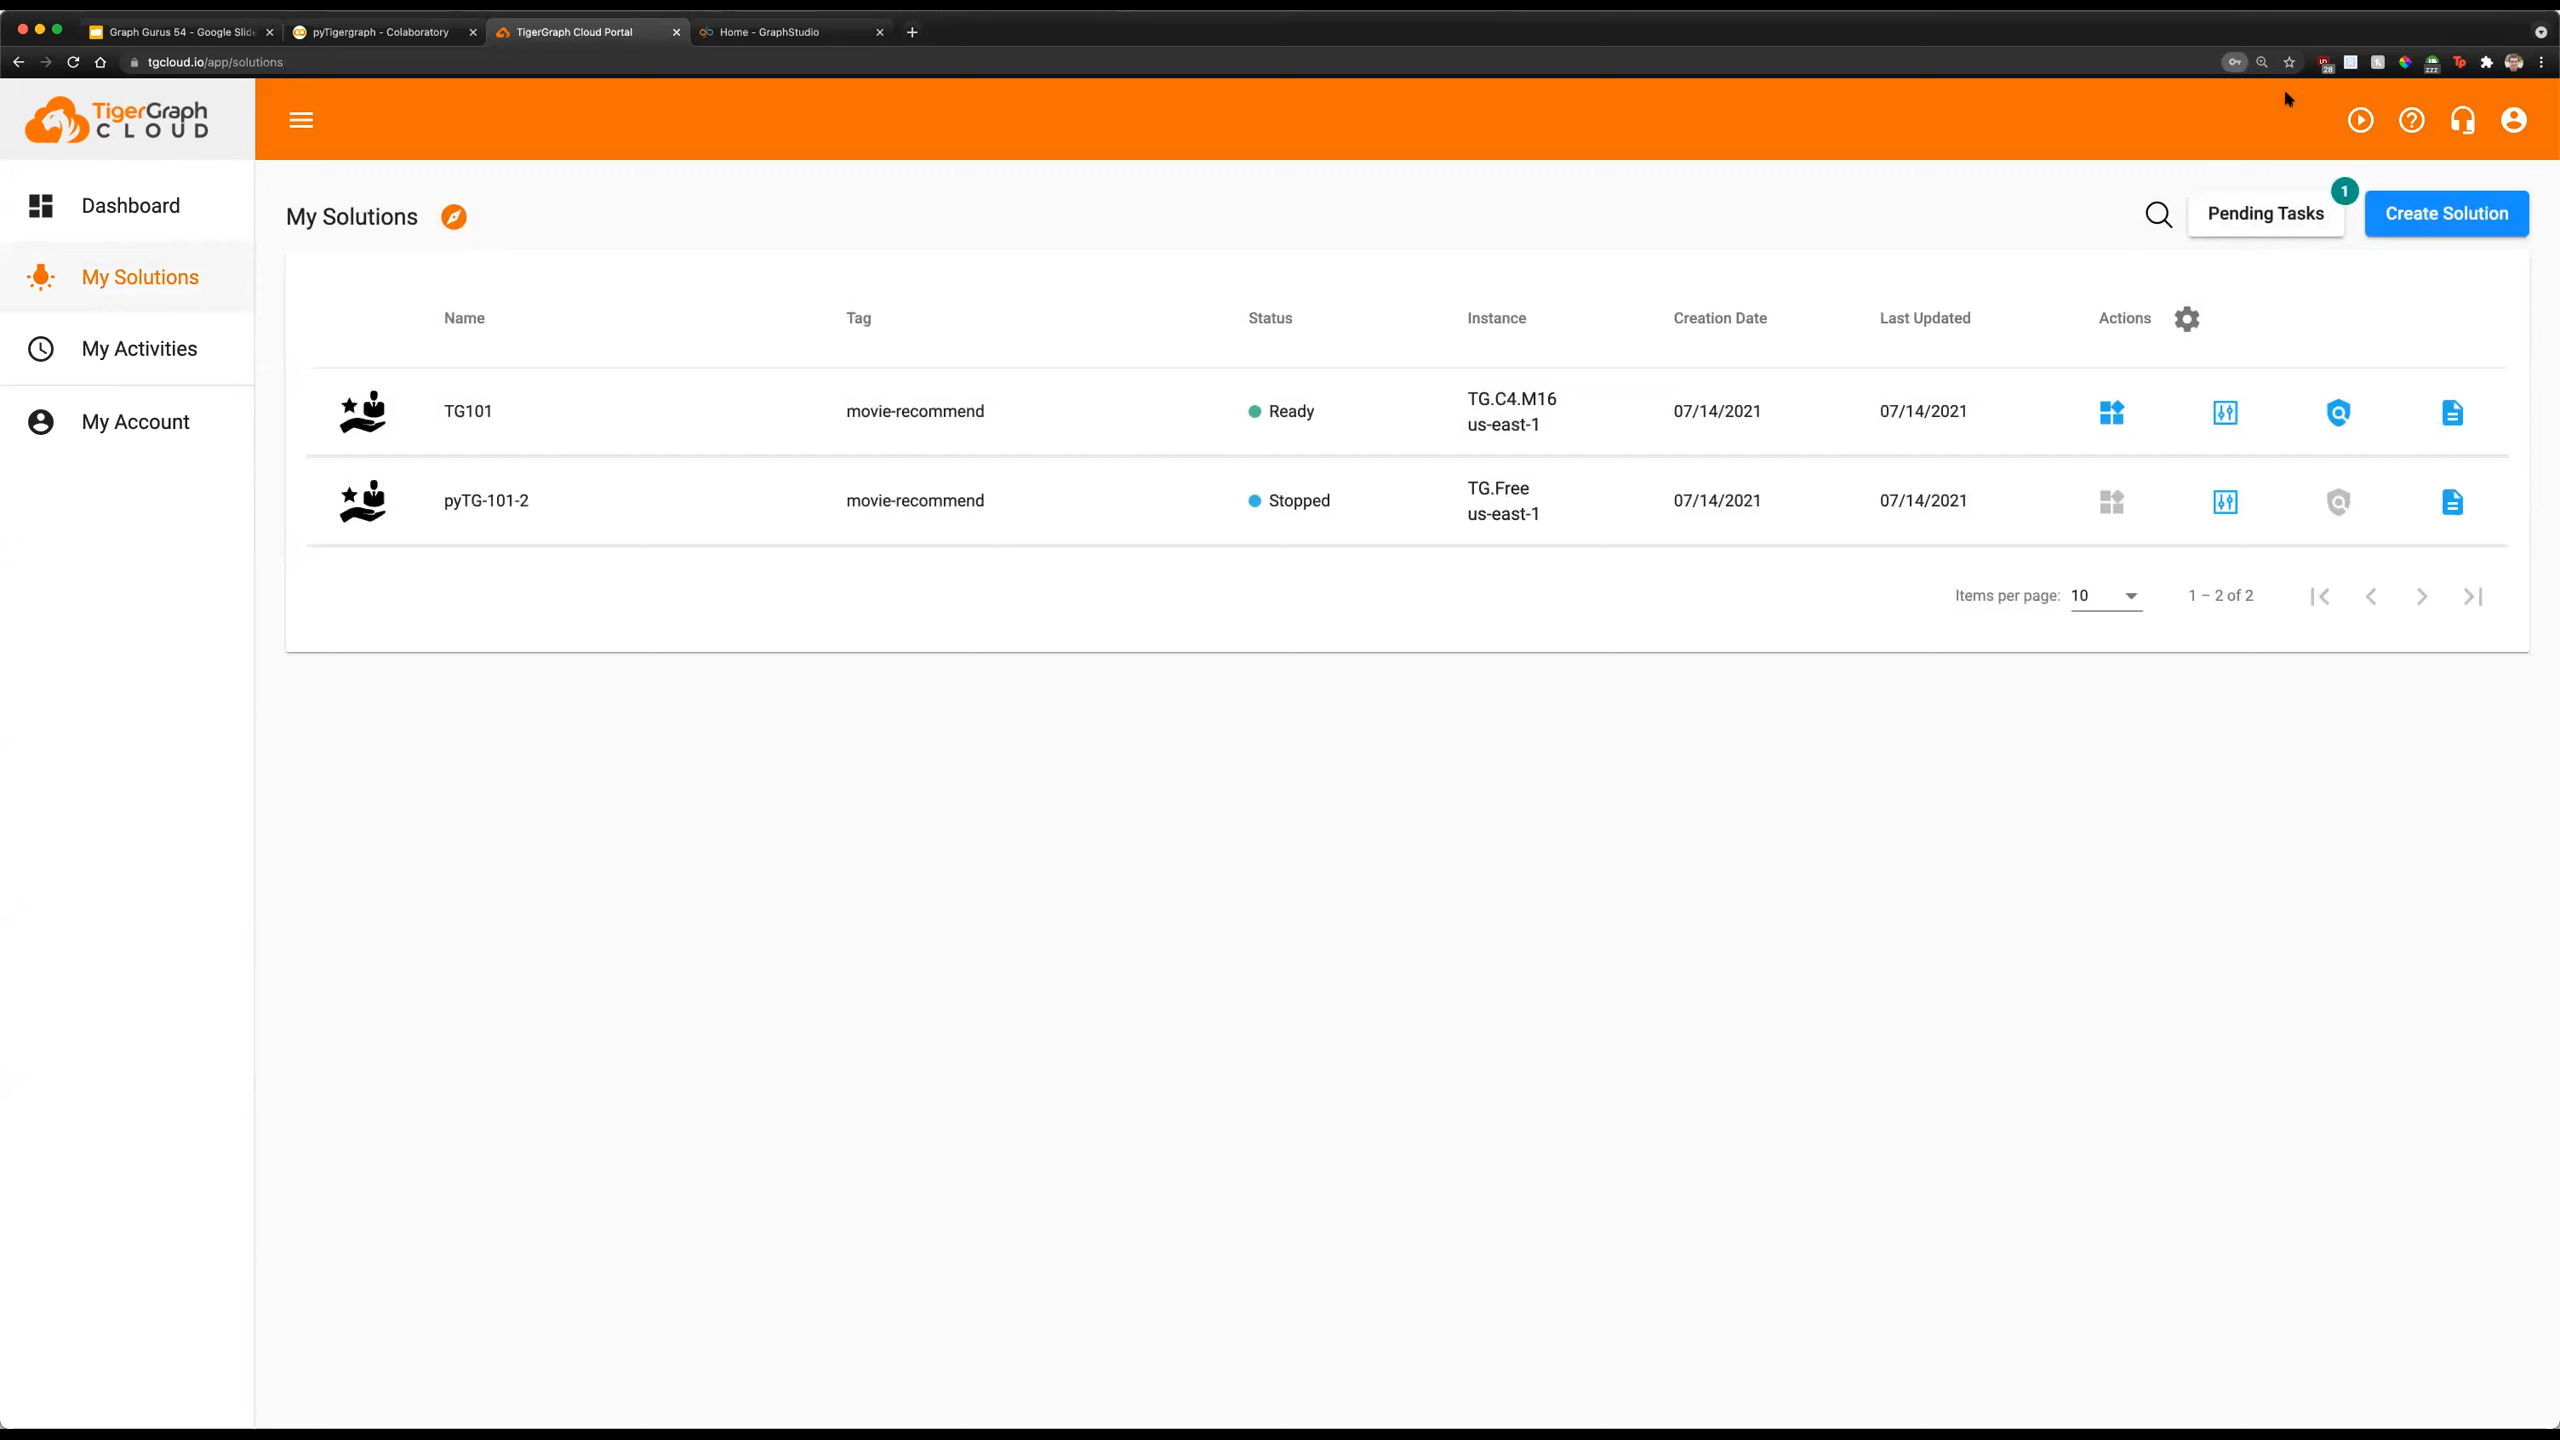 Graph Gurus 54 - Google Slide
pyTigergraph - Colaboratory
TigerGraph Cloud Portal
Home - GraphStudio
tgcloud.io/app/solutions
28
zzz
Tp
TigerGraph
CLOUD
Dashboard
My Solutions
My Activities
My Account
My Solutions
Pending Tasks
1
Create Solution
Name Tag Status Instance Creation Date Last Updated Actions
TG101 movie-recommend Ready TG.C4.M16 07/14/2021 07/14/2021
us-east-1
pyTG-101-2 movie-recommend Stopped TG.Free 07/14/2021 07/14/2021
us-east-1
Items per page: 10 1 – 2 of 2